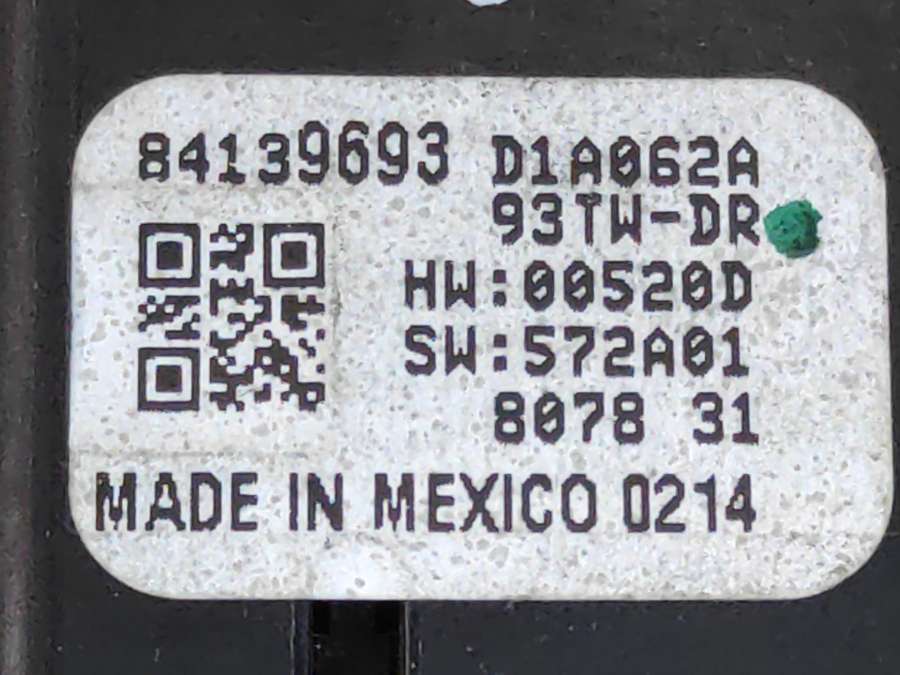 84139693 D1A062A
93TW-DR
HW:00520D
SW:572A01
8078 31
MADE IN MEXICO 0214